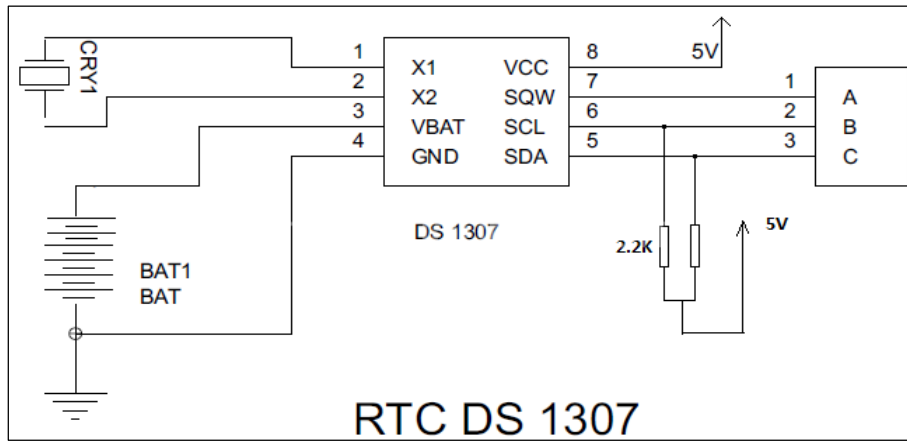 CRY1
1
2
3
4
X1
X2
VBAT
GND
VCC
SQW
SCL
SDA
8
7
6
5
5V
1
2
3
A
B
C
DS 1307
2.2K
5V
BAT1
BAT
RTC DS 1307